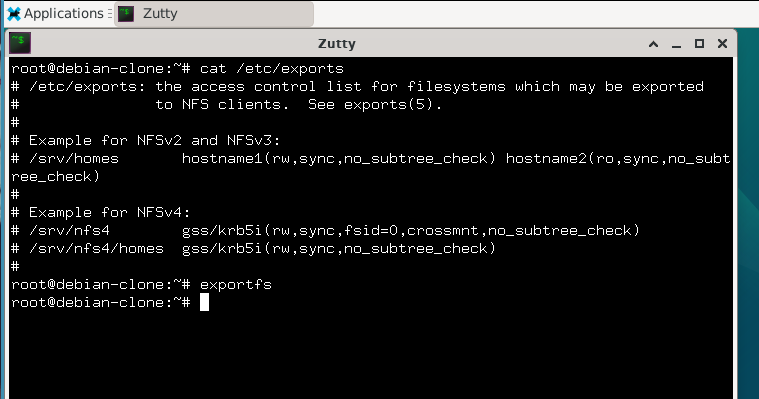 Applications
Zutty
Zutty
root@debian-clone:~# cat /etc/exports
# /etc/exports: the access control list for filesystems which may be exported
#               to NFS clients.  See exports(5).
#
# Example for NFSv2 and NFSv3:
# /srv/homes       hostname1(rw,sync,no_subtree_check) hostname2(ro,sync,no_subt
ree_check)
#
# Example for NFSv4:
# /srv/nfs4        gss/krb5i(rw,sync,fsid=0,crossmnt,no_subtree_check)
# /srv/nfs4/homes  gss/krb5i(rw,sync,no_subtree_check)
#
root@debian-clone:~# exportfs
root@debian-clone:~#